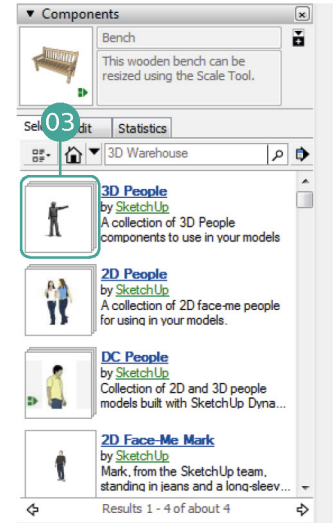 Components
Bench
This wooden bench can be
resized using the Scale Tool.
03
Statistics
3D Warehouse
3D People
by SketchUp
A collection of 3D People
components to use in your models
2D People
by SketchUp
A collection of 2D face-me people
for using in your models.
DC People
by SketchUp
Collection of 2D and 3D people
models built with SketchUp Dyna...
2D Face-Me Mark
by SketchUp
Mark, from the SketchUp team,
standing in jeans and a long-sleev...
Results 1 - 4 of about 4